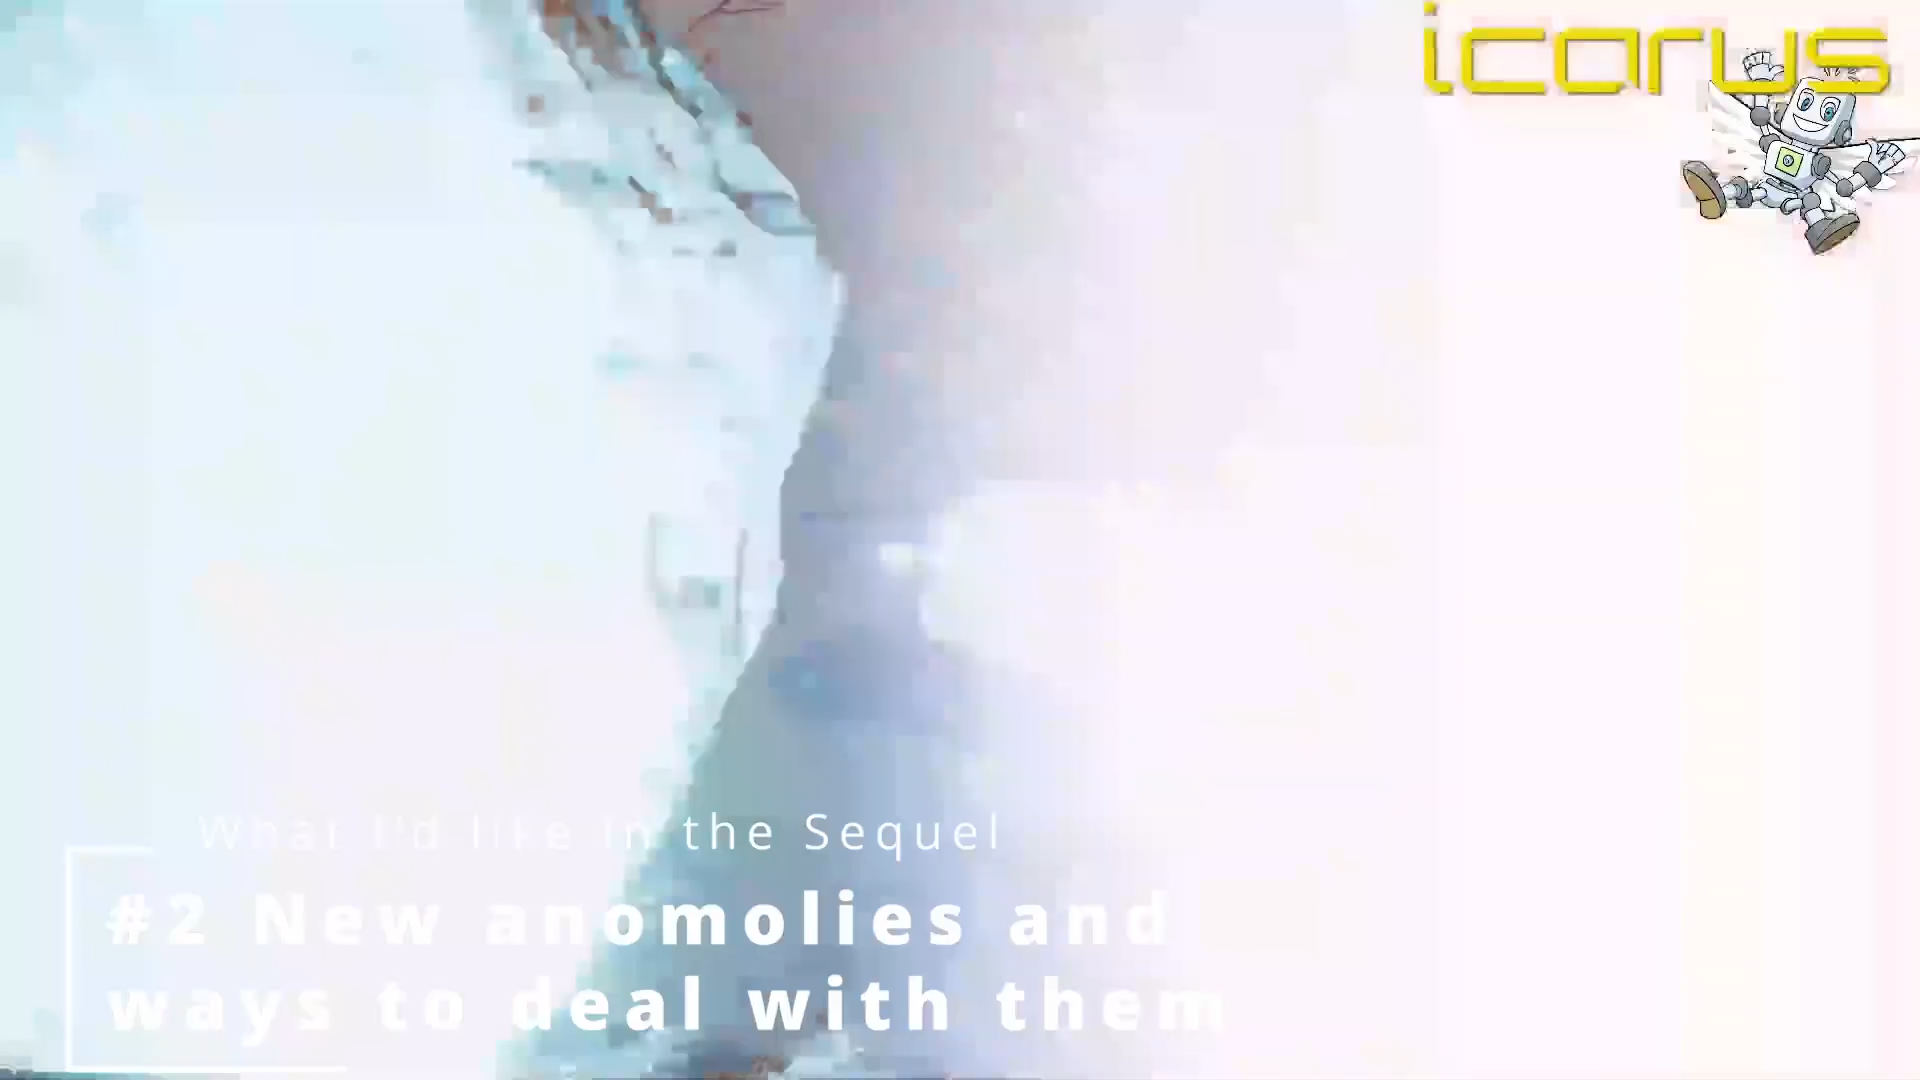 icarus
What I'd like in the Sequel
#2 New anomolies and
ways to deal with them